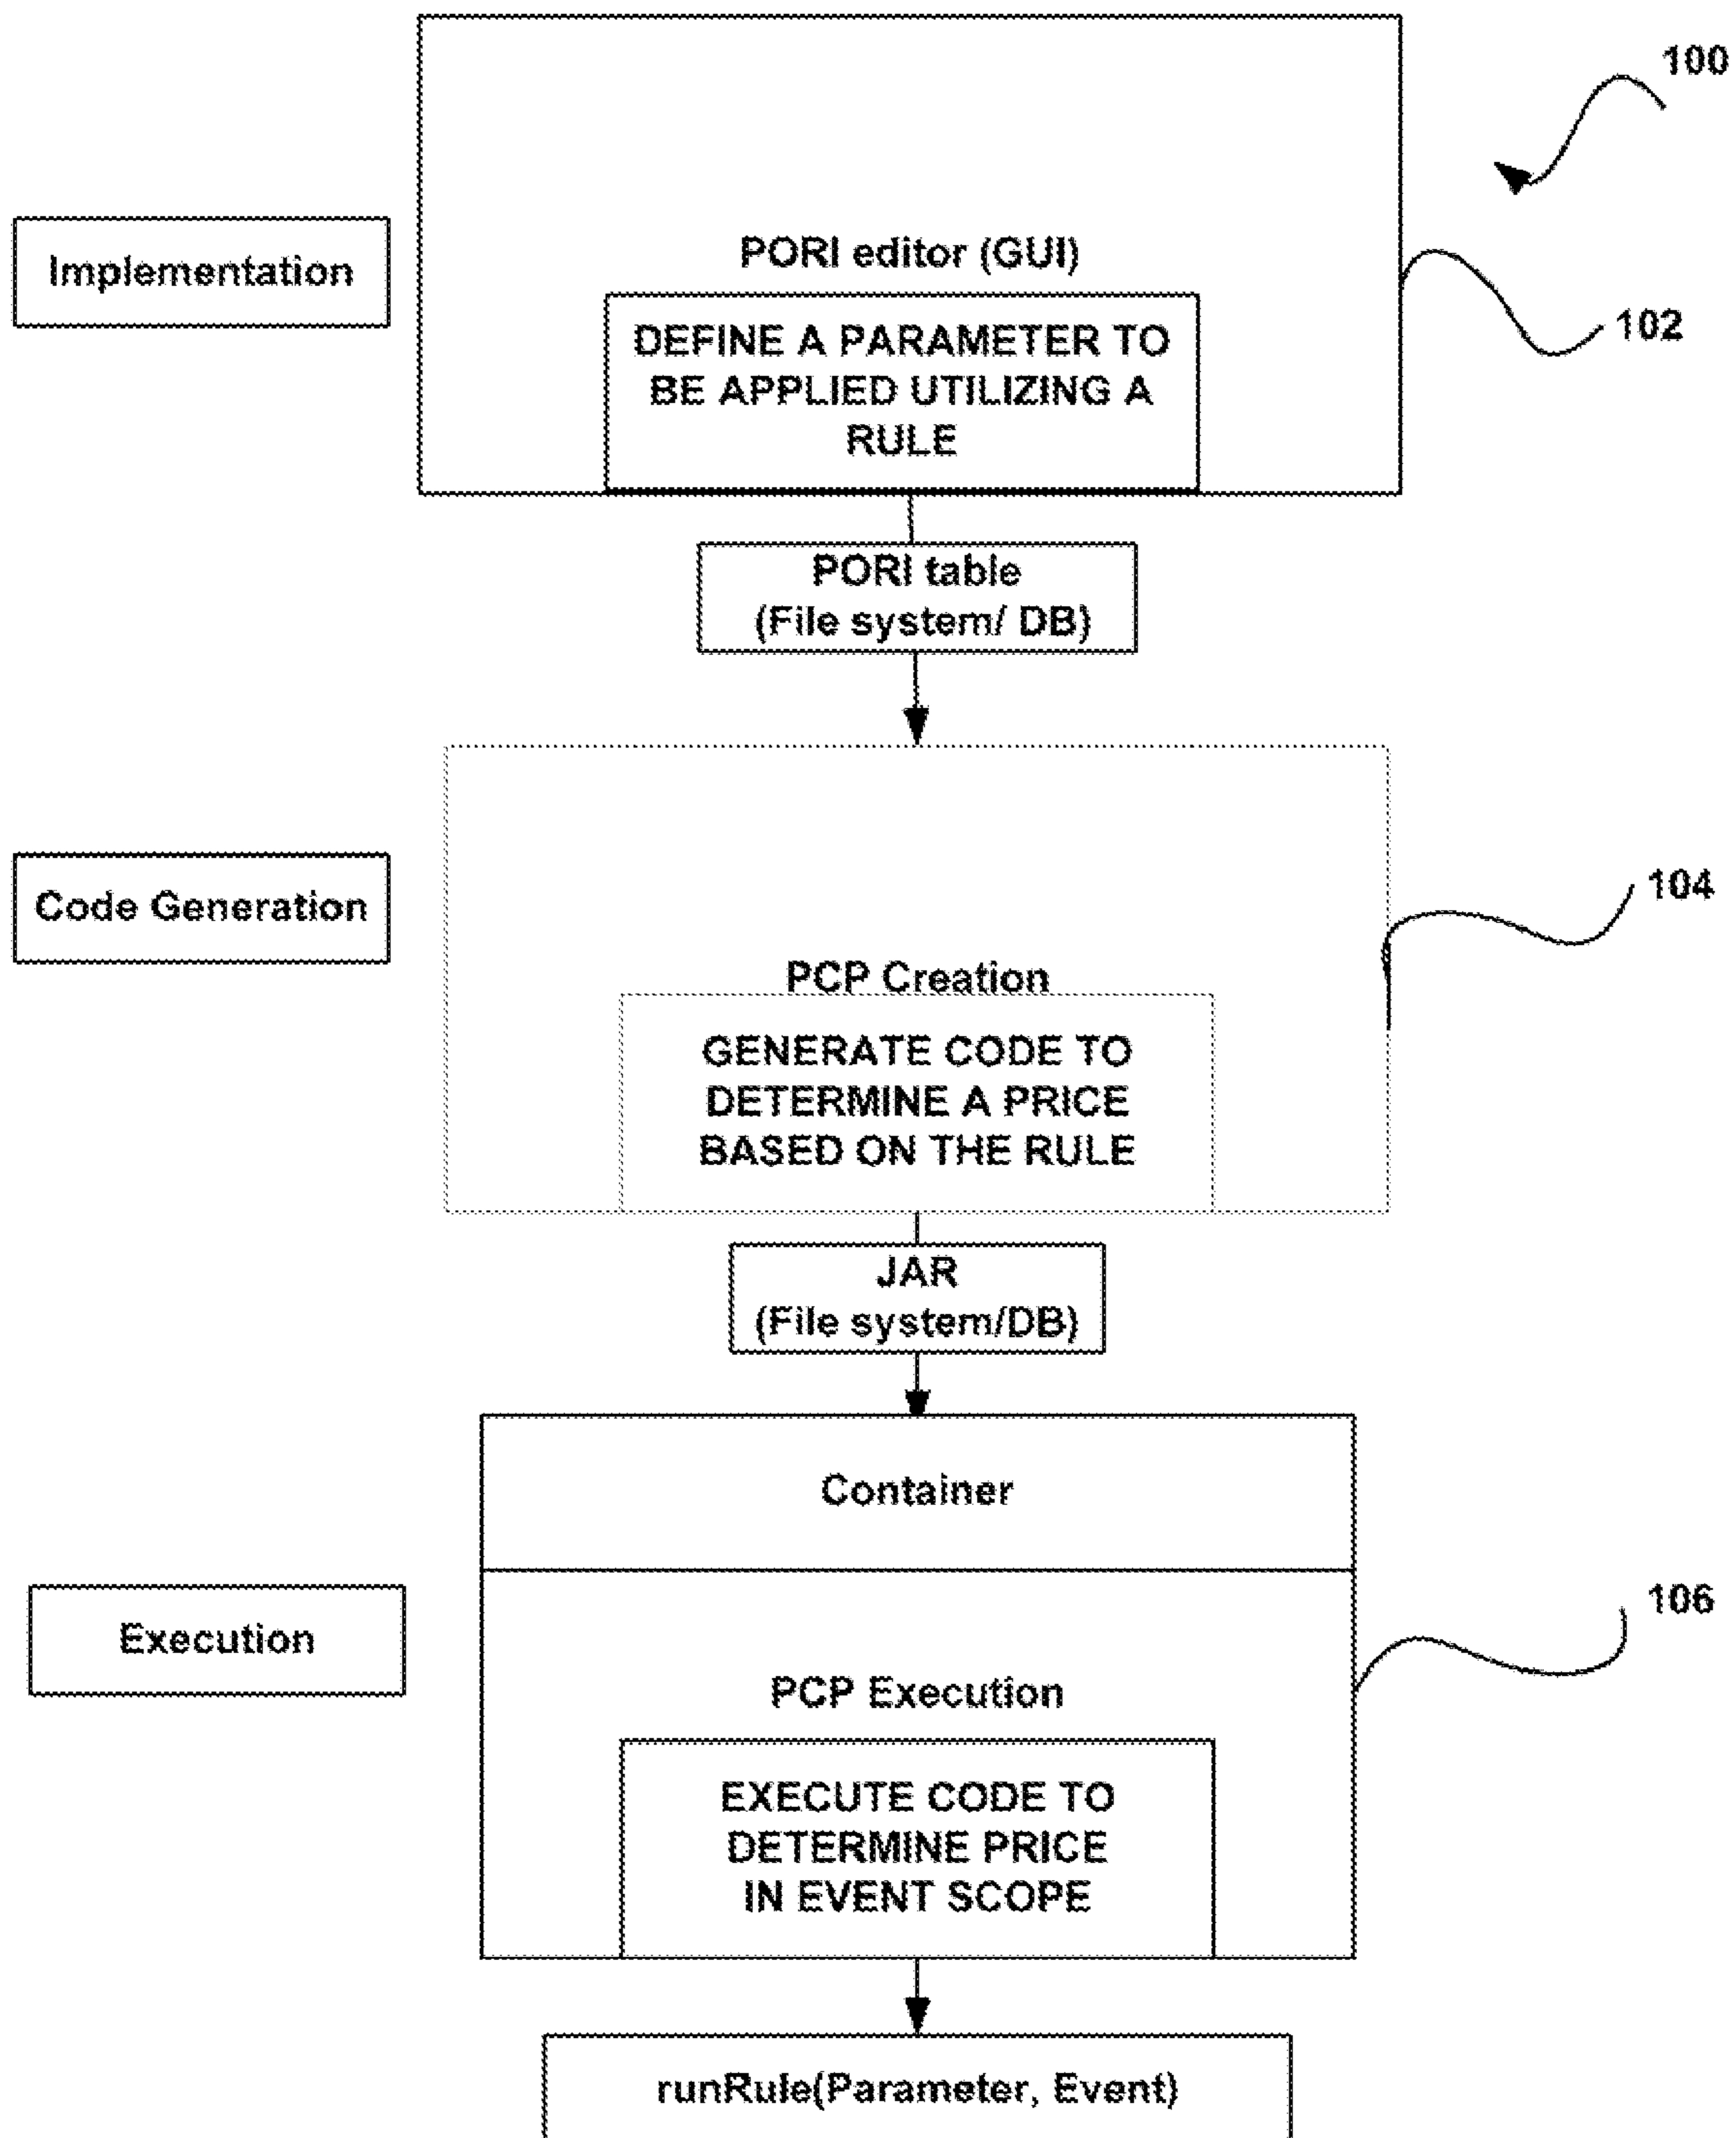 100
Implementation
PORI editor (GUI)
102
DEFINE A PARAMETER TO
BE APPLIED UTILIZING A
RULE
PORI table
(File system/ DB)
Code Generation
104
PCP Creation
GENERATE CODE TO
DETERMINE A PRICE
BASED ON THE RULE
JAR
(File system/DB)
Container
Execution
106
PCP Execution
EXECUTE CODE TO
DETERMINE PRICE
IN EVENT SCOPE
runRule(Parameter, Event)